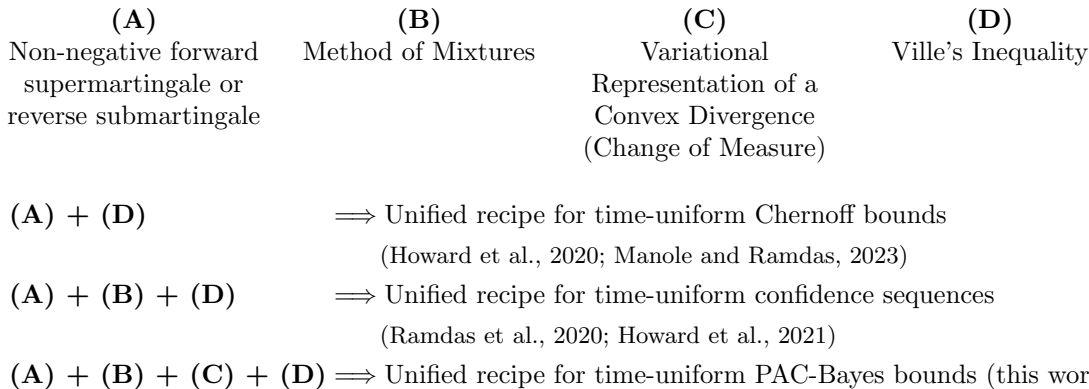 (A) (B) (C) (D)
Non-negative forward Method of Mixtures Variational Ville's Inequality
supermartingale or Representation of a
reverse submartingale Convex Divergence
(Change of Measure)
(A) + (D) ⟹ Unified recipe for time-uniform Chernoff bounds
(Howard et al., 2020; Manole and Ramdas, 2023)
(A) + (B) + (D) ⟹ Unified recipe for time-uniform confidence sequences
(Ramdas et al., 2020; Howard et al., 2021)
(A) + (B) + (C) + (D) ⟹ Unified recipe for time-uniform PAC-Bayes bounds (this wor